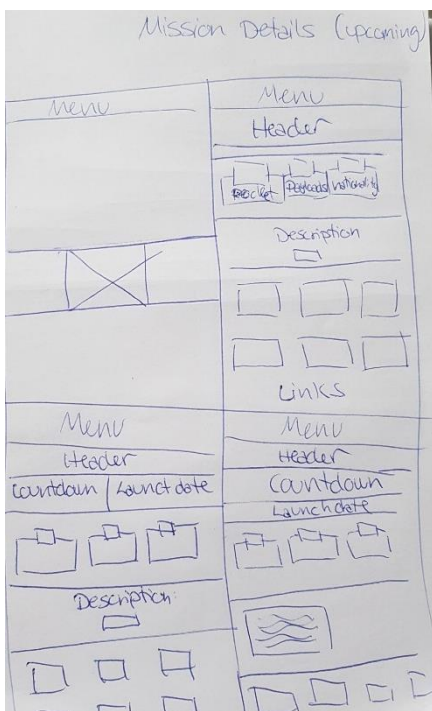 Mission Details (upcoming)
Menu
Menu
Header
Rocket
Payloads
nationality
Description
Links
Menu
Header
Countdown
Launch date
Description
Menu
Header
Countdown
Launch date